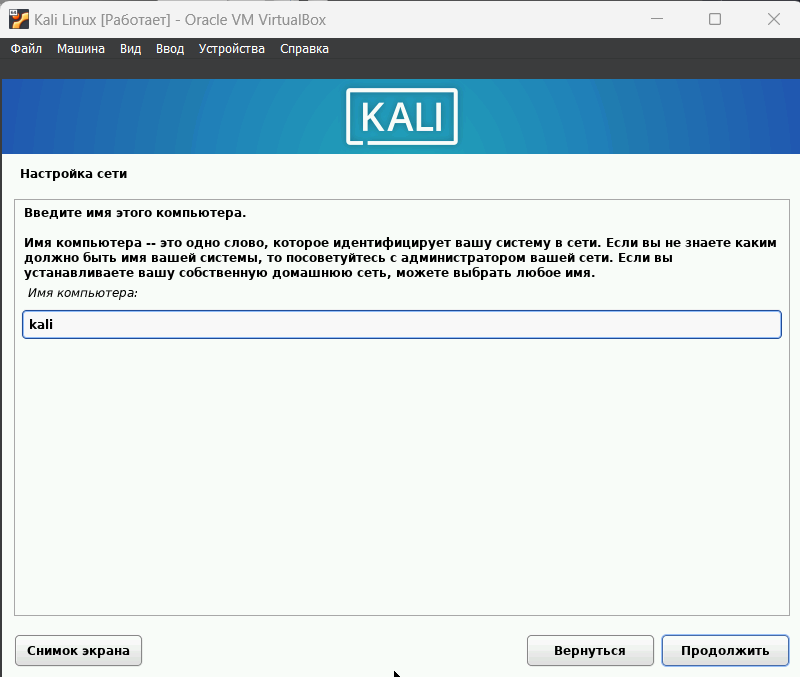 Kali Linux [Работает] - Oracle VM VirtualBox
Файл Машина Вид Ввод Устройства Справка
KALI
Настройка сети
Введите имя этого компьютера.
Имя компьютера -- это одно слово, которое идентифицирует вашу систему в сети. Если вы не знаете каким
должно быть имя вашей системы, то посоветуйтесь с администратором вашей сети. Если вы
устанавливаете вашу собственную домашнюю сеть, можете выбрать любое имя.
Имя компьютера:
kali
Снимок экрана Вернуться Продолжить